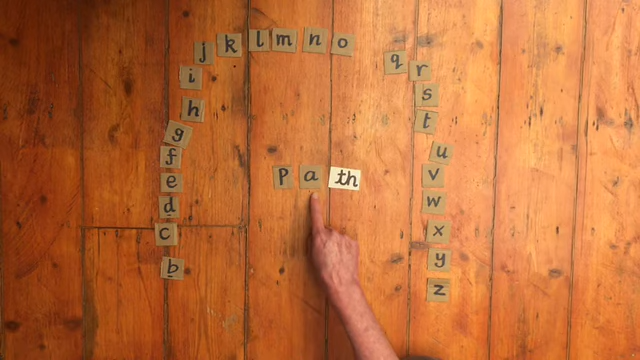 j k l m n o q r
i s
h t
g u
f v
e w
d x
c y
b z
p a th